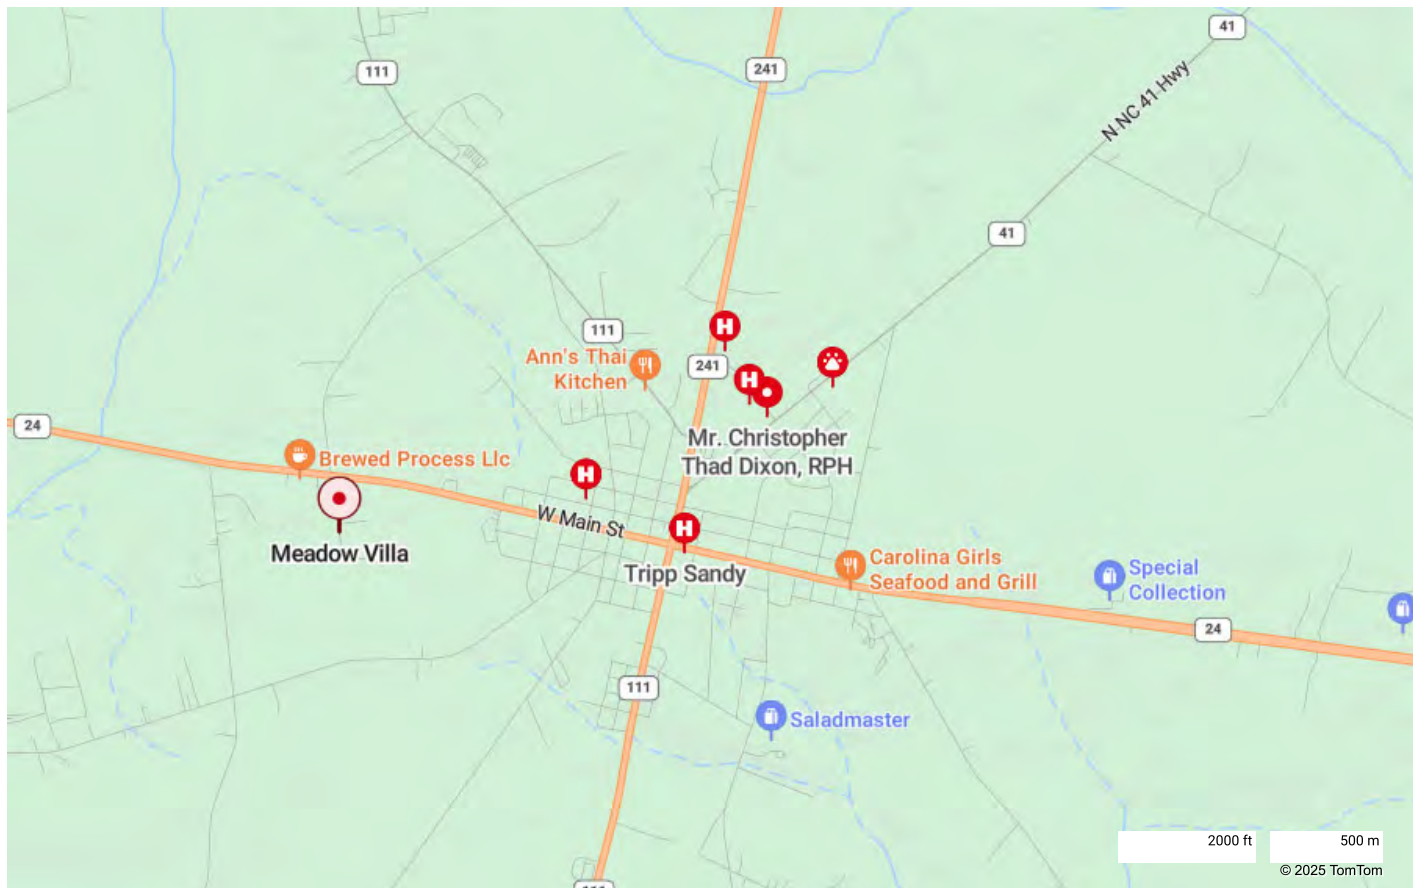 41
111
241
N NC 41 Hwy
41
111
Ann's Thai
Kitchen
H
241
H
Mr. Christopher
Thad Dixon, RPH
24
Brewed Process Llc
H
W Main St
H
Meadow Villa
Tripp Sandy
Carolina Girls
Seafood and Grill
Special
Collection
24
111
Saladmaster
2000 ft
500 m
© 2025 TomTom
111